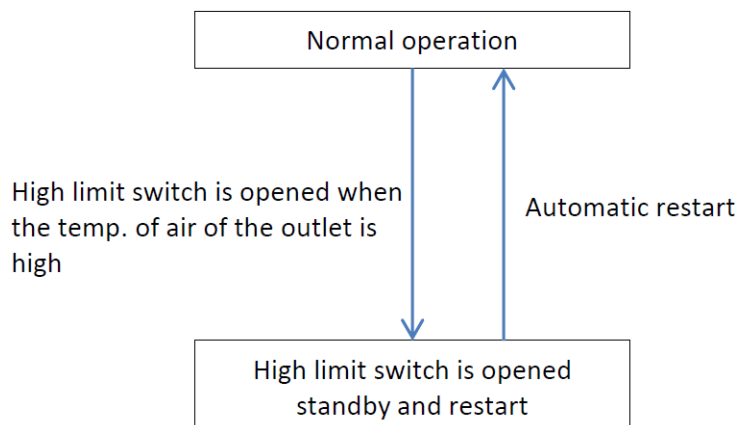 Normal operation
High limit switch is opened when
the temp. of air of the outlet is
high
Automatic restart
High limit switch is opened
standby and restart